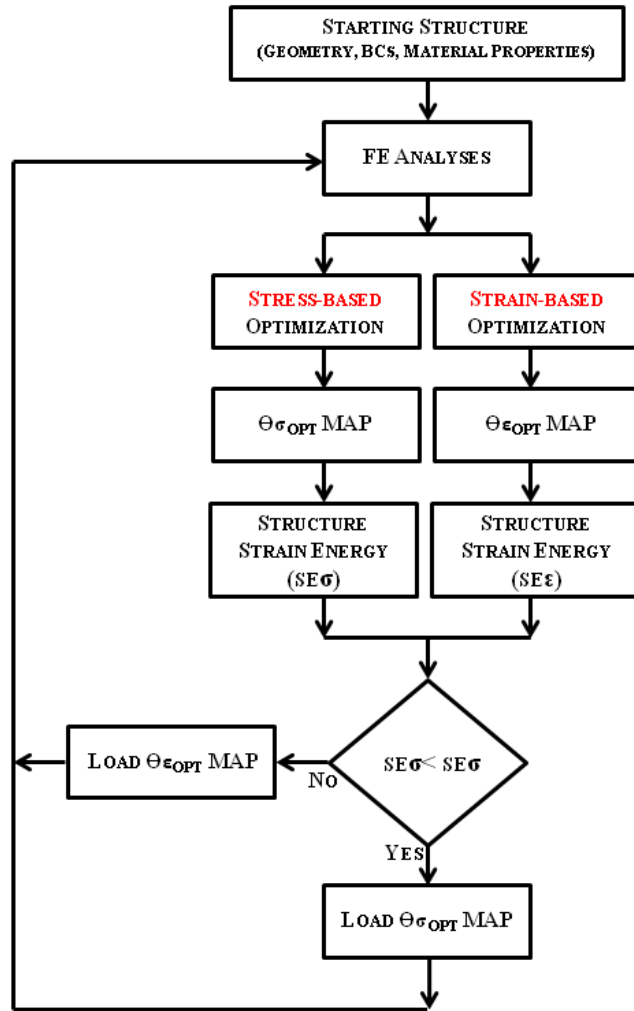 STARTING STRUCTURE
(GEOMETRY, BCS, MATERIAL PROPERTIES)
FE ANALYSES
STRESS-BASED
OPTIMIZATION
STRAIN-BASED
OPTIMIZATION
ΘσOPT MAP
ΘεOPT MAP
STRUCTURE
STRAIN ENERGY
(SEσ)
STRUCTURE
STRAIN ENERGY
(SEε)
SEσ< SEσ
NO
LOAD ΘεOPT MAP
YES
LOAD ΘσOPT MAP